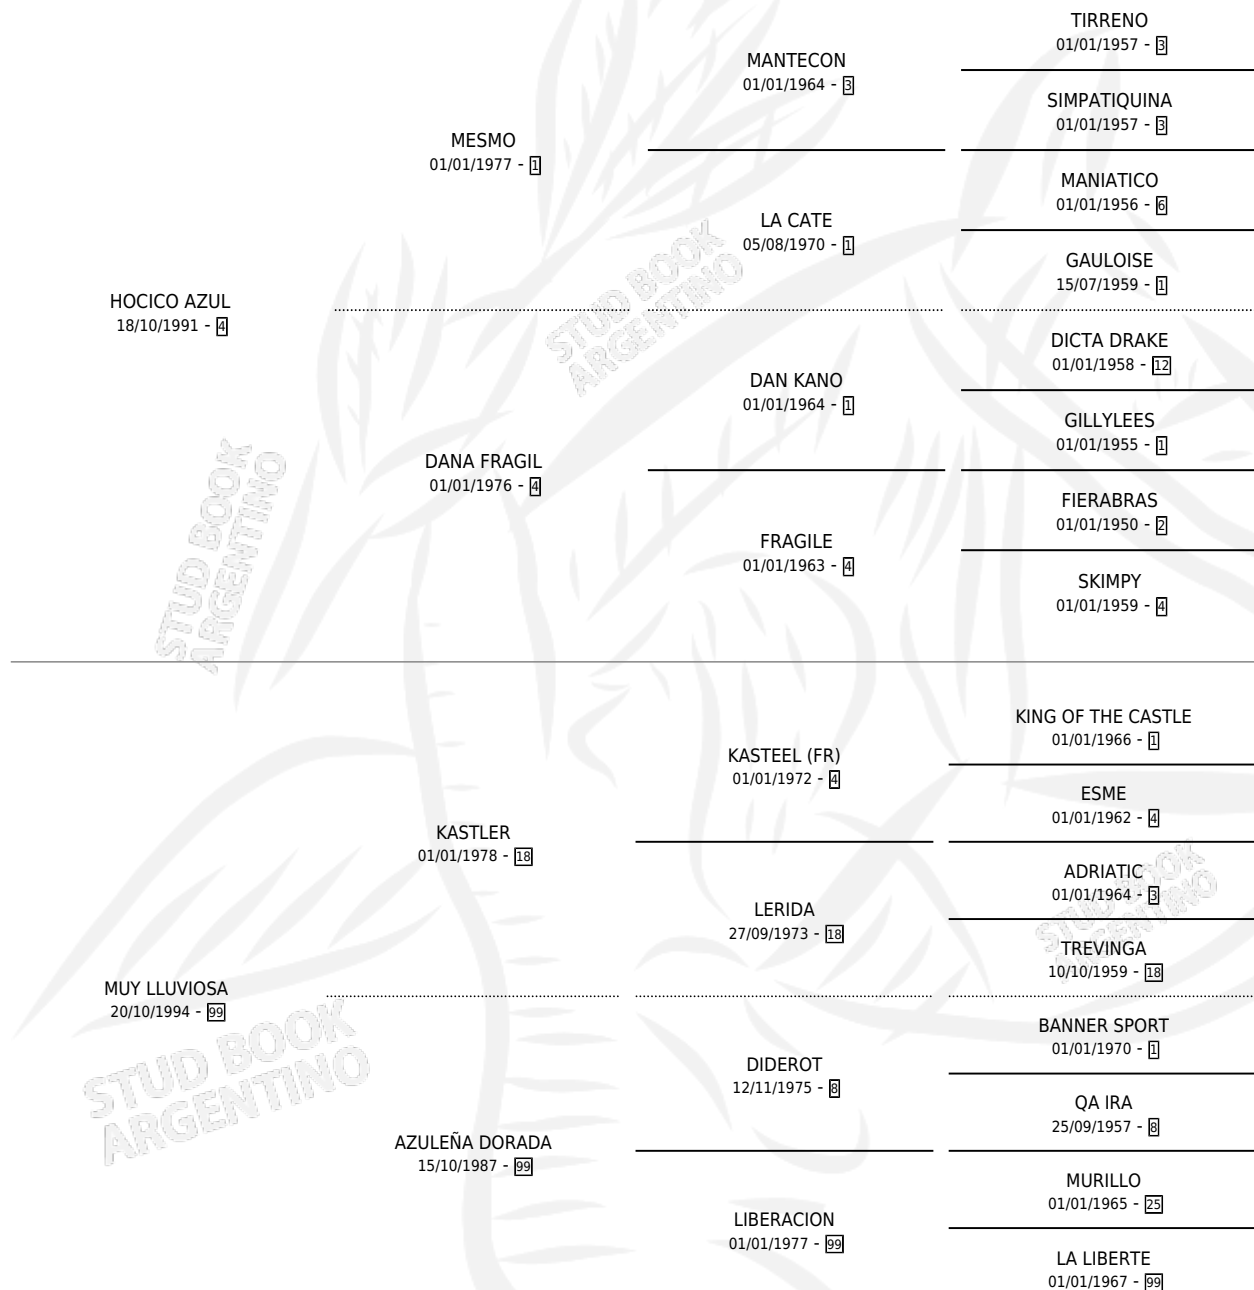 TIRRENO
01/01/1957 - 3
MANTECON
01/01/1964 - 3
SIMPATIQUINA
01/01/1957 - 3
MESMO
01/01/1977 - 1
MANIATICO
01/01/1956 - 6
LA CATE
05/08/1970 - 1
GAULOISE
15/07/1959 - 1
HOCICO AZUL
18/10/1991 - 4
DICTA DRAKE
01/01/1958 - 12
DAN KANO
01/01/1964 - 1
GILLYLEES
01/01/1955 - 1
DANA FRAGIL
01/01/1976 - 4
FIERABRAS
01/01/1950 - 2
FRAGILE
01/01/1963 - 4
SKIMPY
01/01/1959 - 4
STUD BOOK
ARGENTINO
STUD BOOK
ARGENTINO
KING OF THE CASTLE
01/01/1966 - 1
KASTEEL (FR)
01/01/1972 - 4
ESME
01/01/1962 - 4
KASTLER
01/01/1978 - 18
ADRIATIC
01/01/1964 - 3
LERIDA
27/09/1973 - 18
TREVINGA
10/10/1959 - 18
MUY LLUVIOSA
20/10/1994 - 99
BANNER SPORT
01/01/1970 - 1
DIDEROT
12/11/1975 - 8
QA IRA
25/09/1957 - 8
AZULEÑA DORADA
15/10/1987 - 99
MURILLO
01/01/1965 - 25
LIBERACION
01/01/1977 - 99
LA LIBERTE
01/01/1967 - 99
STUD BOOK
ARGENTINO
STUD BOOK
ARGENTINO